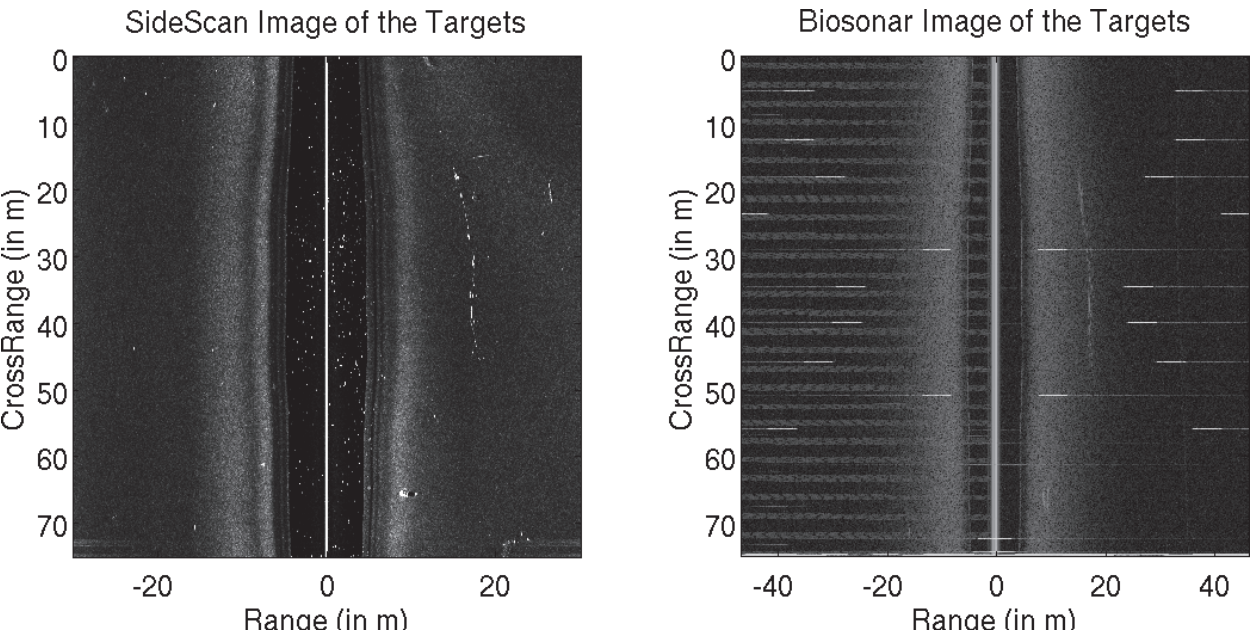 SideScan Image of the Targets
0
10
20
30
40
50
60
70
CrossRange (in m)
-20 0 20
Range (in m)
Biosonar Image of the Targets
0
10
20
30
40
50
60
70
CrossRange (in m)
-40 -20 0 20 40
Range (in m)